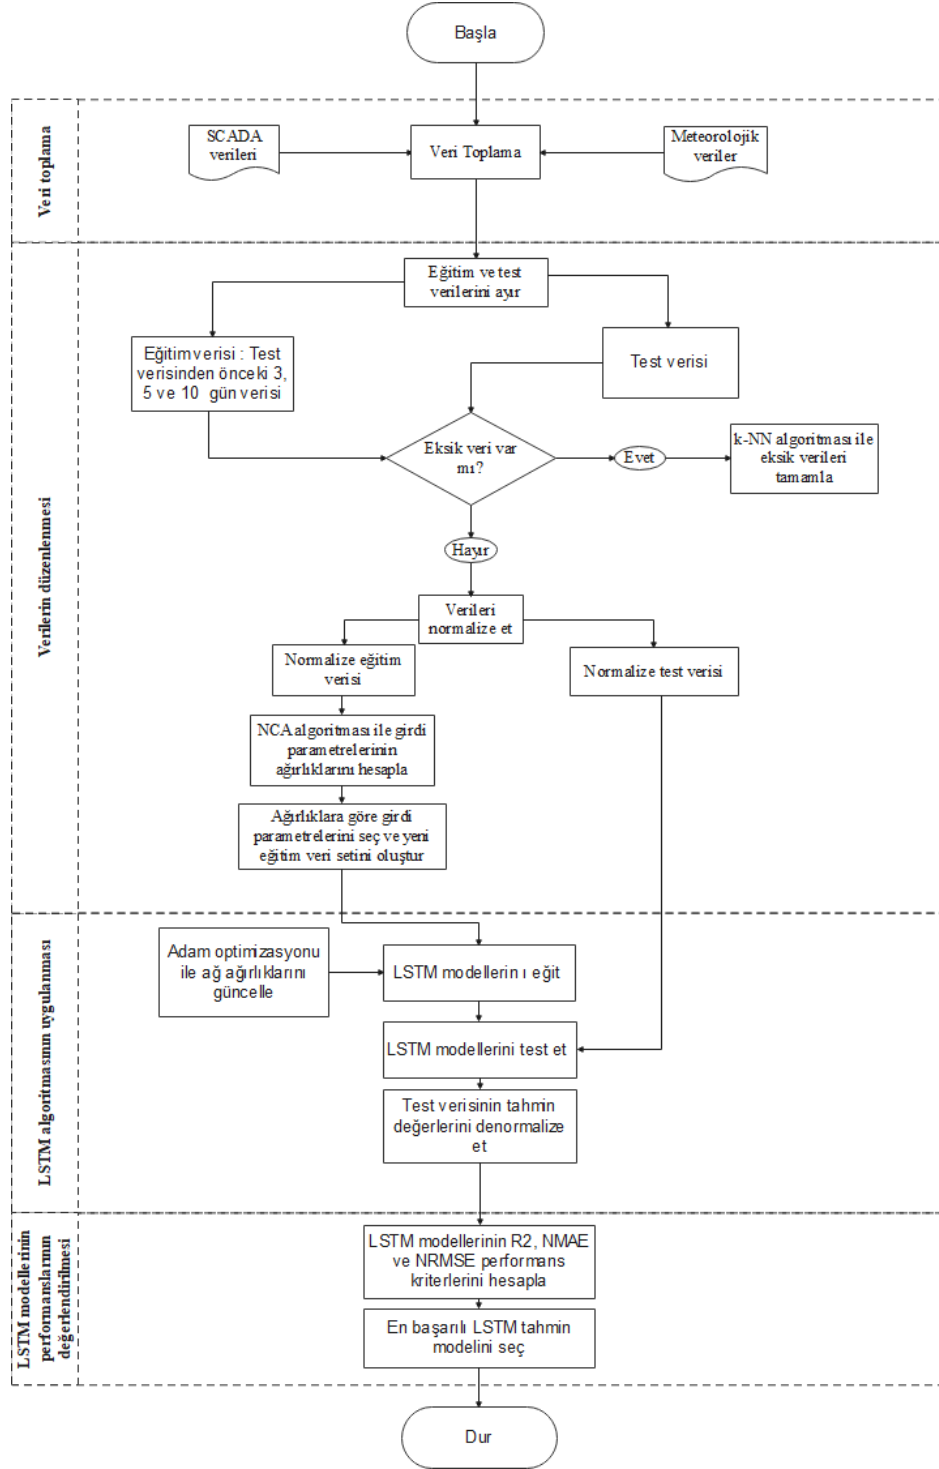 Başla
Veri toplama
SCADA
verileri
Veri Toplama
Meteorolojik
veriler
Verilerin düzenlenmesi
Eğitim ve test
verilerini ayır
Eğitim verisi : Test
verisinden önceki 3,
5 ve 10 gün verisi
Test verisi
Eksik veri var
mı?
Evet
k-NN algoritması ile
eksik verileri
tamamla
Hayır
Verileri
normalize et
Normalize eğitim
verisi
Normalize test verisi
NCA algoritması ile girdi
parametrelerinin
ağırlıklarını hesapla
Ağırlıklara göre girdi
parametrelerini seç ve yeni
eğitim veri setini oluştur
LSTM algoritmasının uygulanması
Adam optimizasyonu
ile ağ ağırlıklarını
güncelle
LSTM modellerin ı eğit
LSTM modellerini test et
Test verisinin tahmin
değerlerini denormalize
et
LSTM modellerinin
performanslarının
değerlendirilmesi
LSTM modellerinin R2, NMAE
ve NRMSE performans
kriterlerini hesapla
En başarılı LSTM tahmin
modelini seç
Dur